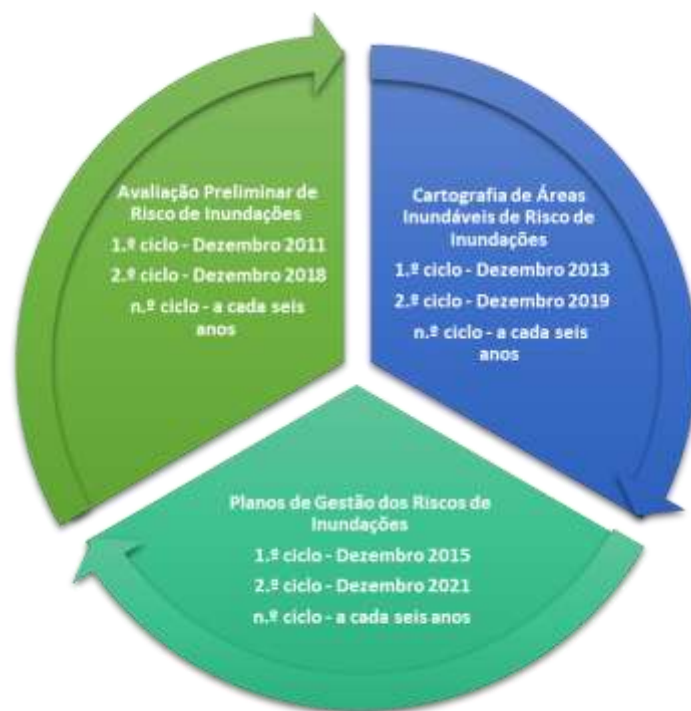 Avaliação Preliminar de
Risco de Inundações
1.º ciclo - Dezembro 2011
2.º ciclo - Dezembro 2018
n.º ciclo - a cada seis
anos
Cartografia de Áreas
Inundáveis de Risco de
Inundações
1.º ciclo - Dezembro 2013
2.º ciclo - Dezembro 2019
n.º ciclo - a cada seis
anos
Planos de Gestão dos Riscos de
Inundações
1.º ciclo - Dezembro 2015
2.º ciclo - Dezembro 2021
n.º ciclo - a cada seis anos